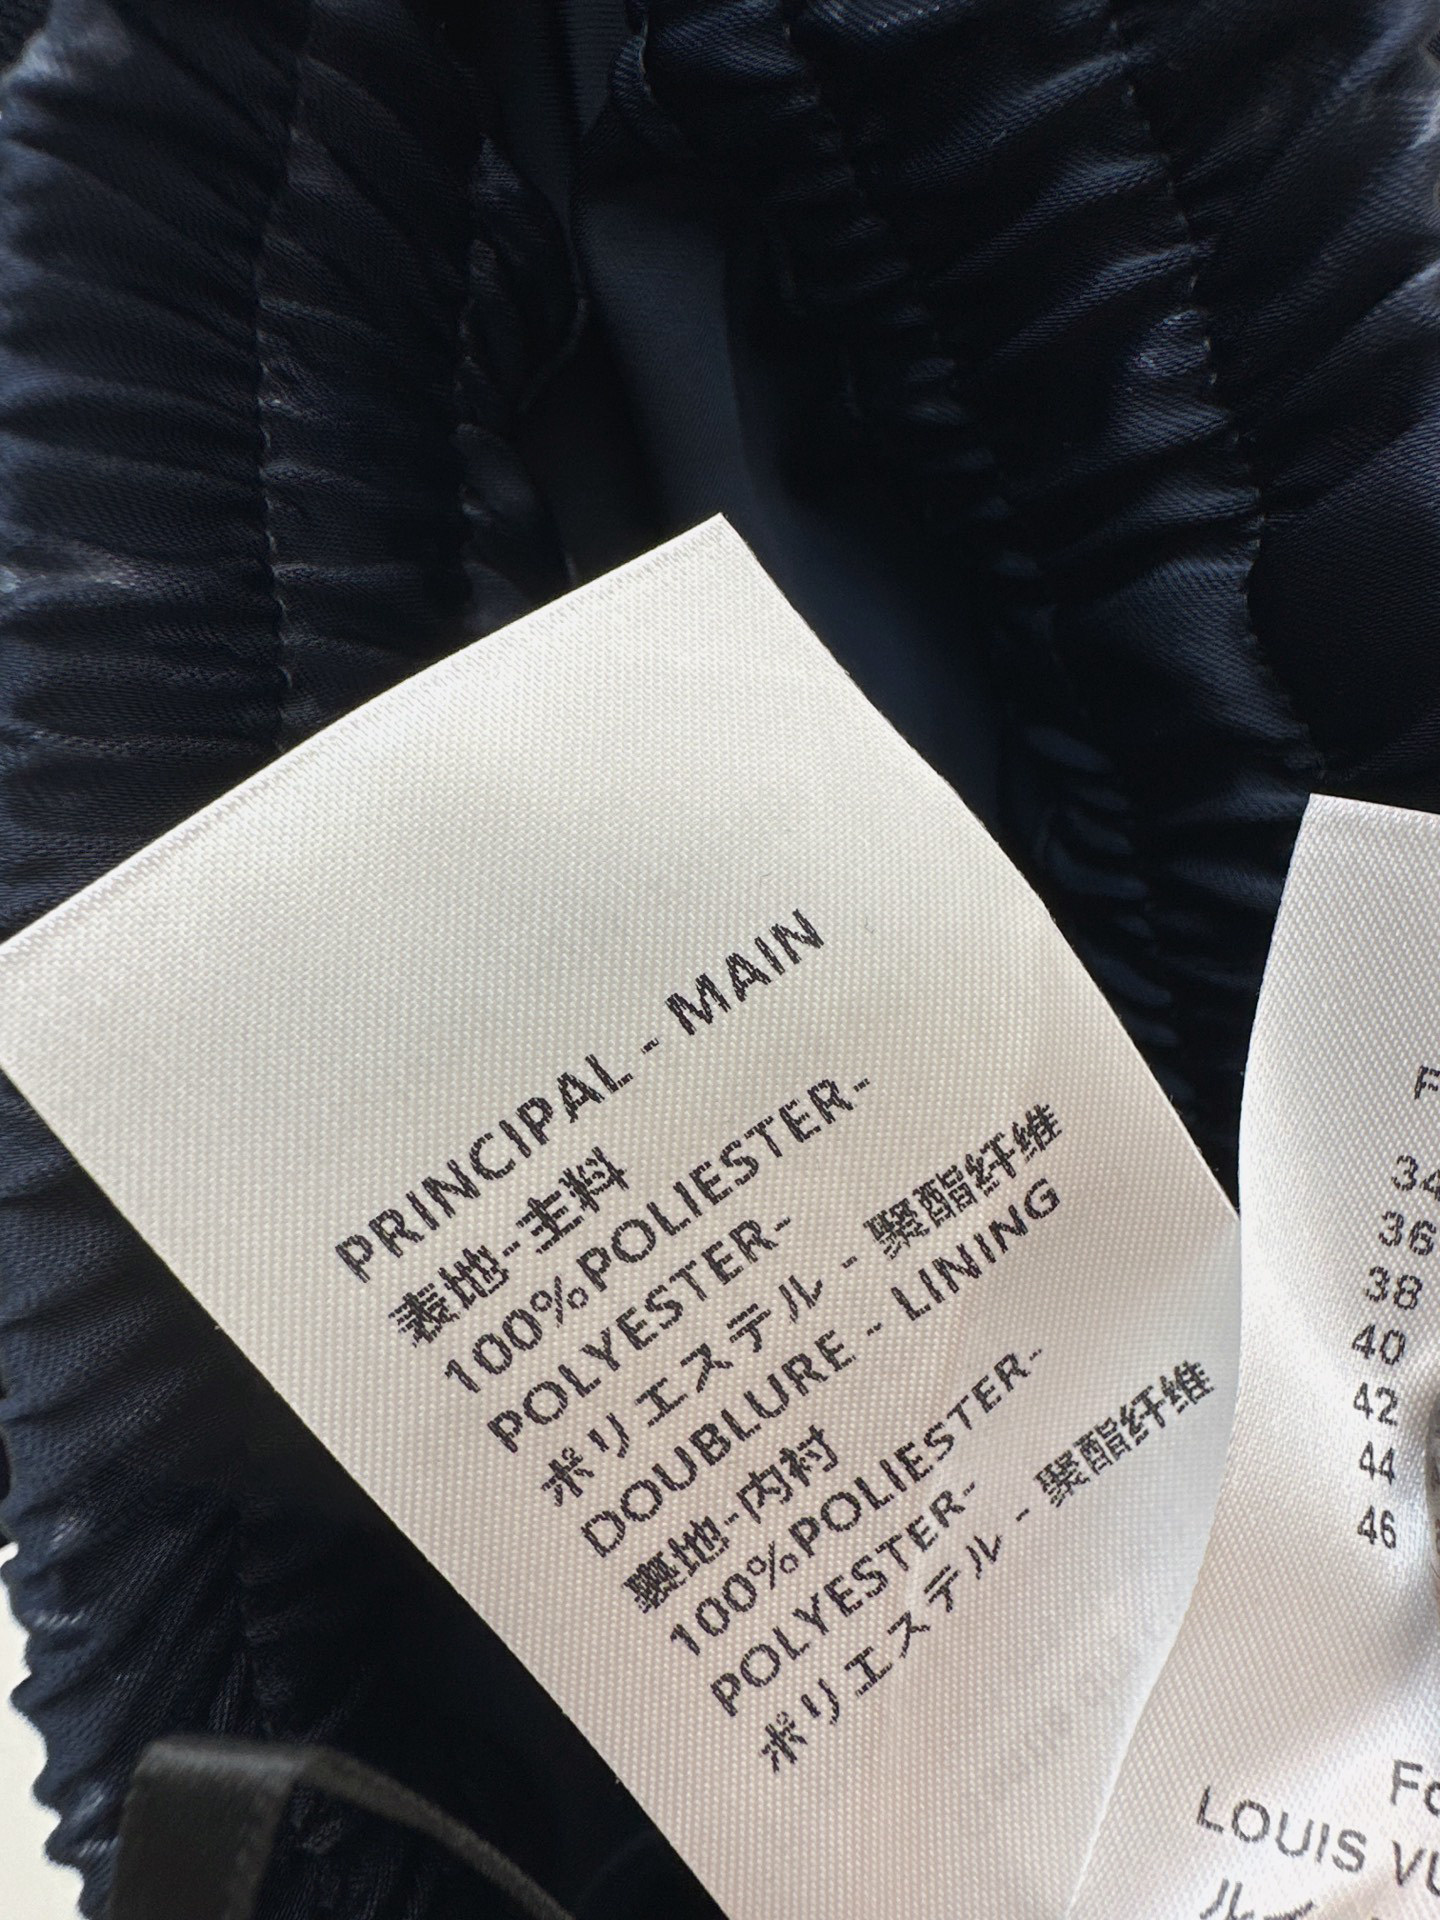 PRINCIPAL - MAIN
表地-主料
100%POLIESTER-
POLYESTER-
ポリエステル - 聚酯纤维
DOUBLURE - LINING
裏地-内衬
100%POLIESTER-
POLYESTER-
ポリエステル - 聚酯纤维
34
36
38
40
42
44
46
LOUIS